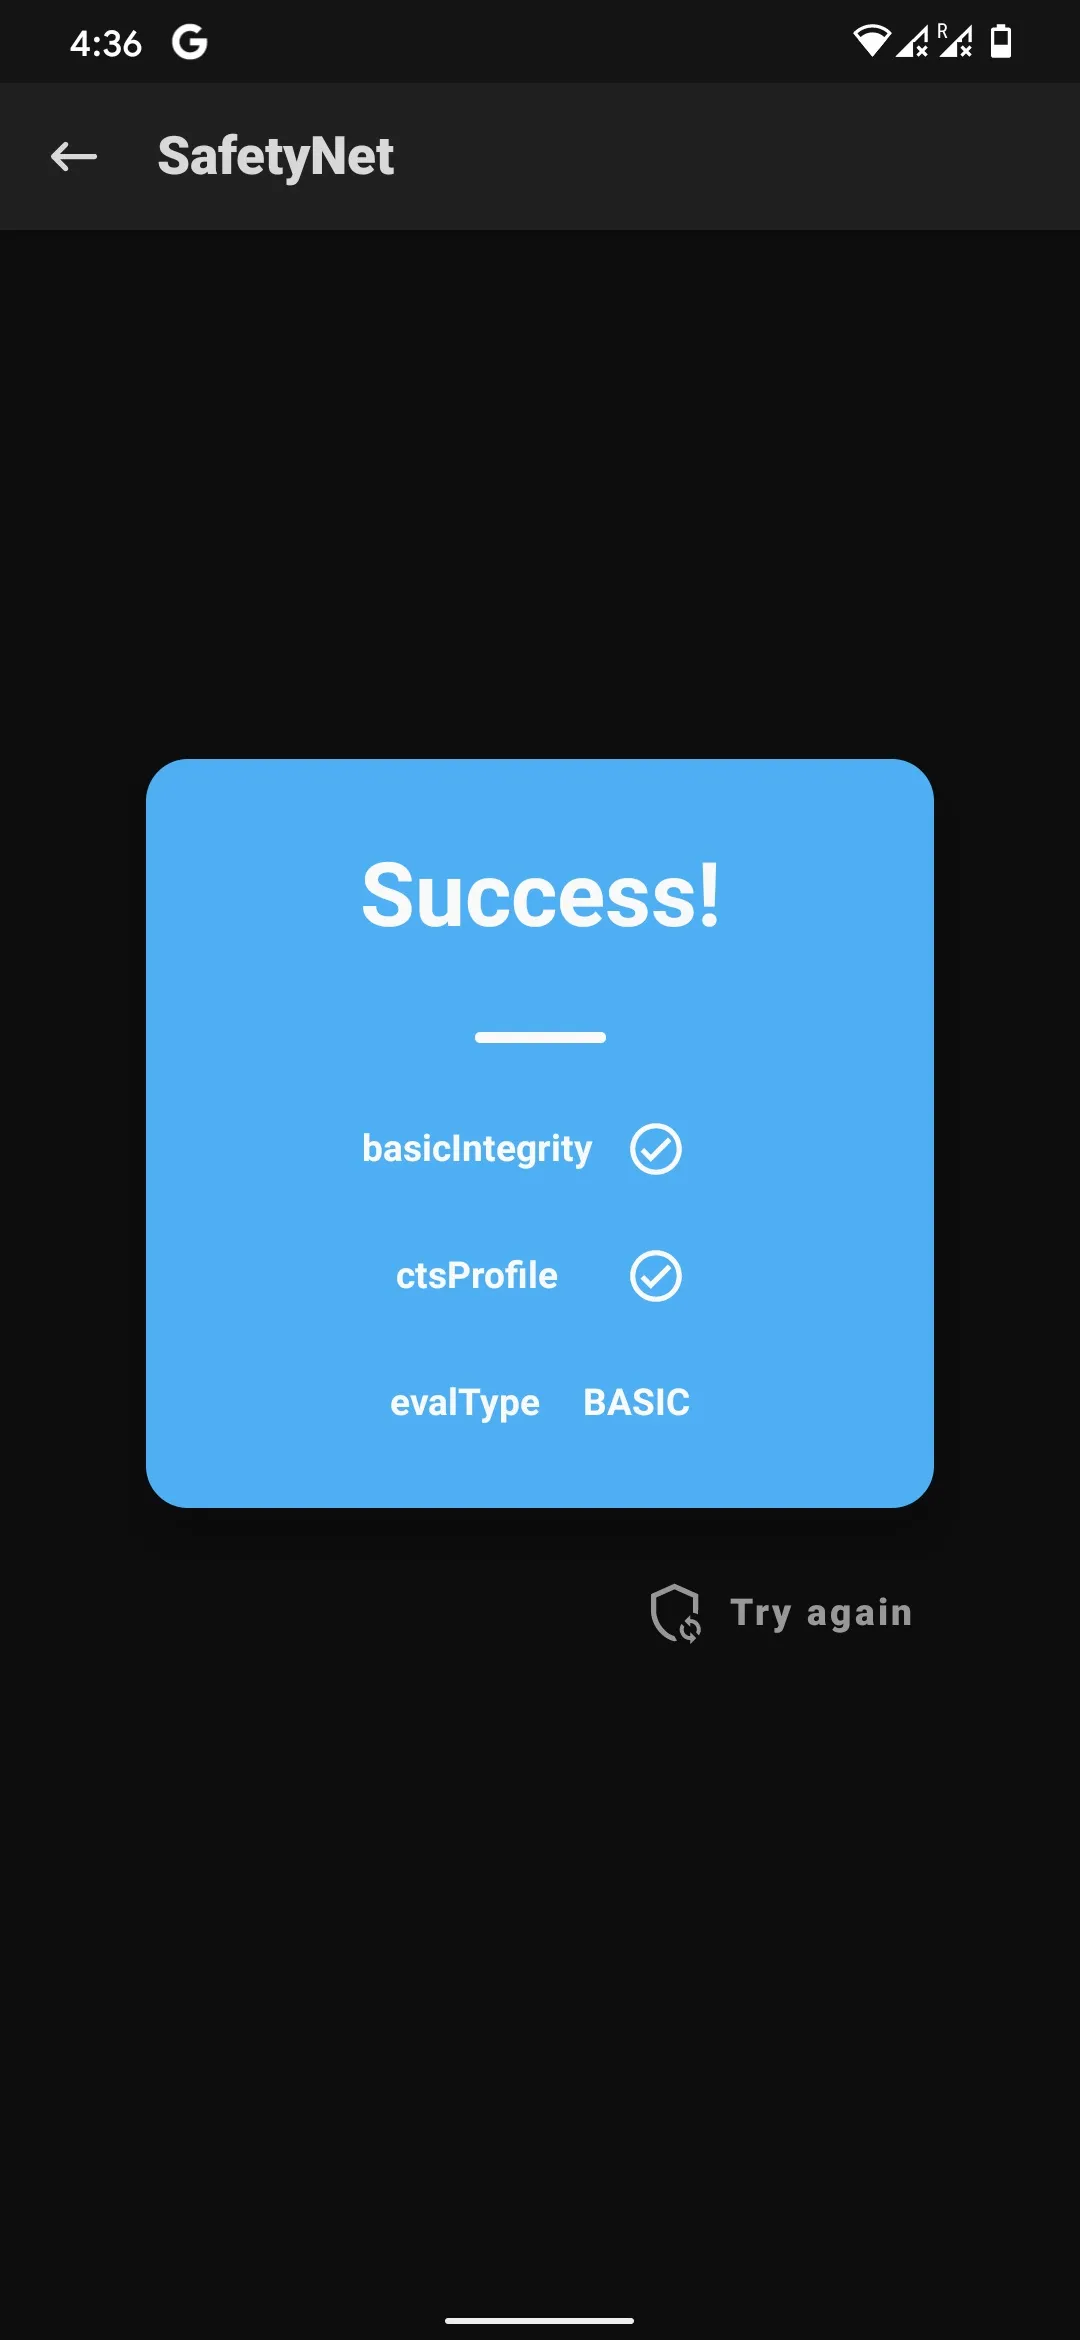 4:36 G R
SafetyNet
Success!
basicIntegrity
ctsProfile
evalType BASIC
Try again